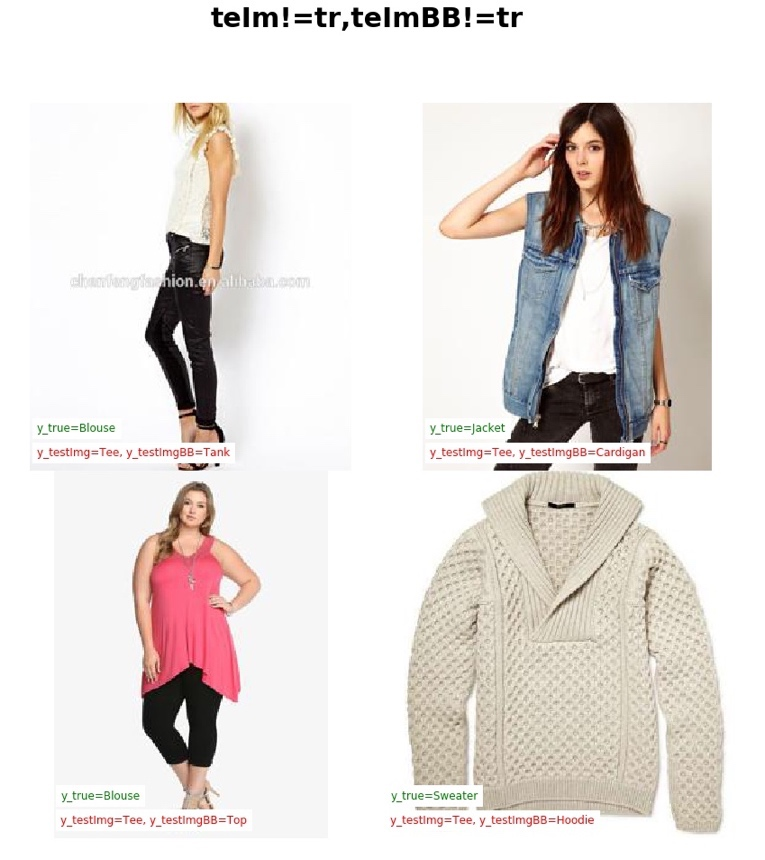 teIm!=tr,teImBB!=tr
chenfengfashion.en.alibaba.com
y_true=Blouse
y_testImg=Tee, y_testImgBB=Tank
y_true=Jacket
y_testImg=Tee, y_testImgBB=Cardigan
y_true=Blouse
y_testImg=Tee, y_testImgBB=Top
y_true=Sweater
y_testImg=Tee, y_testImgBB=Hoodie